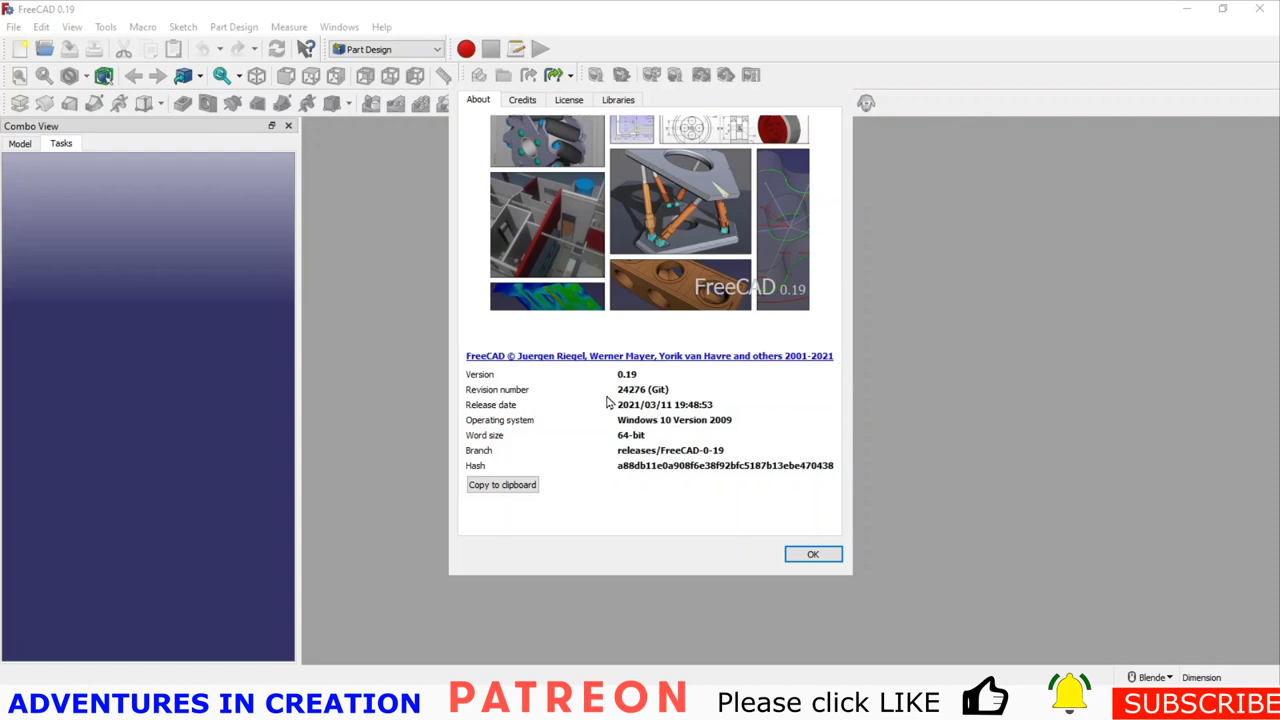 FreeCAD 0.19
File Edit View Tools Macro Sketch Part Design Measure Windows Help
Part Design
About Credits License Libraries
Combo View
Model Tasks
FreeCAD 0.19
FreeCAD © Juergen Riegel, Werner Mayer, Yorik van Havre and others 2001-2021
Version 0.19
Revision number 24276 (Git)
Release date 2021/03/11 19:48:53
Operating system Windows 10 Version 2009
Word size 64-bit
Branch releases/FreeCAD-0-19
Hash a88db11e0a908f6e38f92bfc5187b13ebe470438
Copy to clipboard
OK
Blende Dimension
ADVENTURES IN CREATION PATREON Please click LIKE SUBSCRIBE